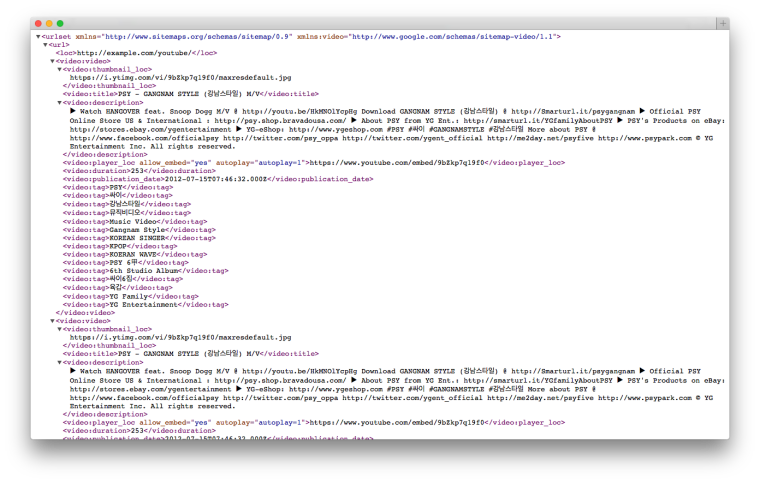 <urlset xmlns="http://www.sitemaps.org/schemas/sitemap/0.9" xmlns:video="http://www.google.com/schemas/sitemap-video/1.1">
<url>
<loc>http://example.com/youtube/</loc>
<video:video>
<video:thumbnail_loc>
https://i.ytimg.com/vi/9bZkp7q19f0/maxresdefault.jpg
</video:thumbnail_loc>
<video:title>PSY - GANGNAM STYLE (강남스타일) M/V</video:title>
<video:description>
▶ Watch HANGOVER feat. Snoop Dogg M/V @ http://youtu.be/HkMNOlYcpHg Download GANGNAM STYLE (강남스타일) @ http://Smarturl.it/psygangnam ▶ Official PSY
Online Store US & International : http://psy.shop.bravadousa.com/ ▶ About PSY from YG Ent.: http://smarturl.it/YGfamilyAboutPSY ▶ PSY's Products on eBay:
http://stores.ebay.com/ygentertainment ▶ YG-eShop: http://www.ygeshop.com #PSY #싸이 #GANGNAMSTYLE #강남스타일 More about PSY @
http://www.facebook.com/officialpsy http://twitter.com/psy_oppa http://twitter.com/ygent_official http://me2day.net/psyfive http://www.psypark.com © YG
Entertainment Inc. All rights reserved.
</video:description>
<video:player_loc allow_embed="yes" autoplay="autoplay=1">https://www.youtube.com/embed/9bZkp7q19f0</video:player_loc>
<video:duration>253</video:duration>
<video:publication_date>2012-07-15T07:46:32.000Z</video:publication_date>
<video:tag>PSY</video:tag>
<video:tag>싸이</video:tag>
<video:tag>강남스타일</video:tag>
<video:tag>뮤직비디오</video:tag>
<video:tag>Music Video</video:tag>
<video:tag>Gangnam Style</video:tag>
<video:tag>KOREAN SINGER</video:tag>
<video:tag>KPOP</video:tag>
<video:tag>KOERAN WAVE</video:tag>
<video:tag>PSY 6甲</video:tag>
<video:tag>6th Studio Album</video:tag>
<video:tag>싸이6집</video:tag>
<video:tag>육갑</video:tag>
<video:tag>YG Family</video:tag>
<video:tag>YG Entertainment</video:tag>
</video:video>
<video:video>
<video:thumbnail_loc>
https://i.ytimg.com/vi/9bZkp7q19f0/maxresdefault.jpg
</video:thumbnail_loc>
<video:title>PSY - GANGNAM STYLE (강남스타일) M/V</video:title>
<video:description>
▶ Watch HANGOVER feat. Snoop Dogg M/V @ http://youtu.be/HkMNOlYcpHg Download GANGNAM STYLE (강남스타일) @ http://Smarturl.it/psygangnam ▶ Official PSY
Online Store US & International : http://psy.shop.bravadousa.com/ ▶ About PSY from YG Ent.: http://smarturl.it/YGfamilyAboutPSY ▶ PSY's Products on eBay:
http://stores.ebay.com/ygentertainment ▶ YG-eShop: http://www.ygeshop.com #PSY #싸이 #GANGNAMSTYLE #강남스타일 More about PSY @
http://www.facebook.com/officialpsy http://twitter.com/psy_oppa http://twitter.com/ygent_official http://me2day.net/psyfive http://www.psypark.com © YG
Entertainment Inc. All rights reserved.
</video:description>
<video:player_loc allow_embed="yes" autoplay="autoplay=1">https://www.youtube.com/embed/9bZkp7q19f0</video:player_loc>
<video:duration>253</video:duration>
<video:publication_date>2012-07-15T07:46:32.000Z</video:publication_date>